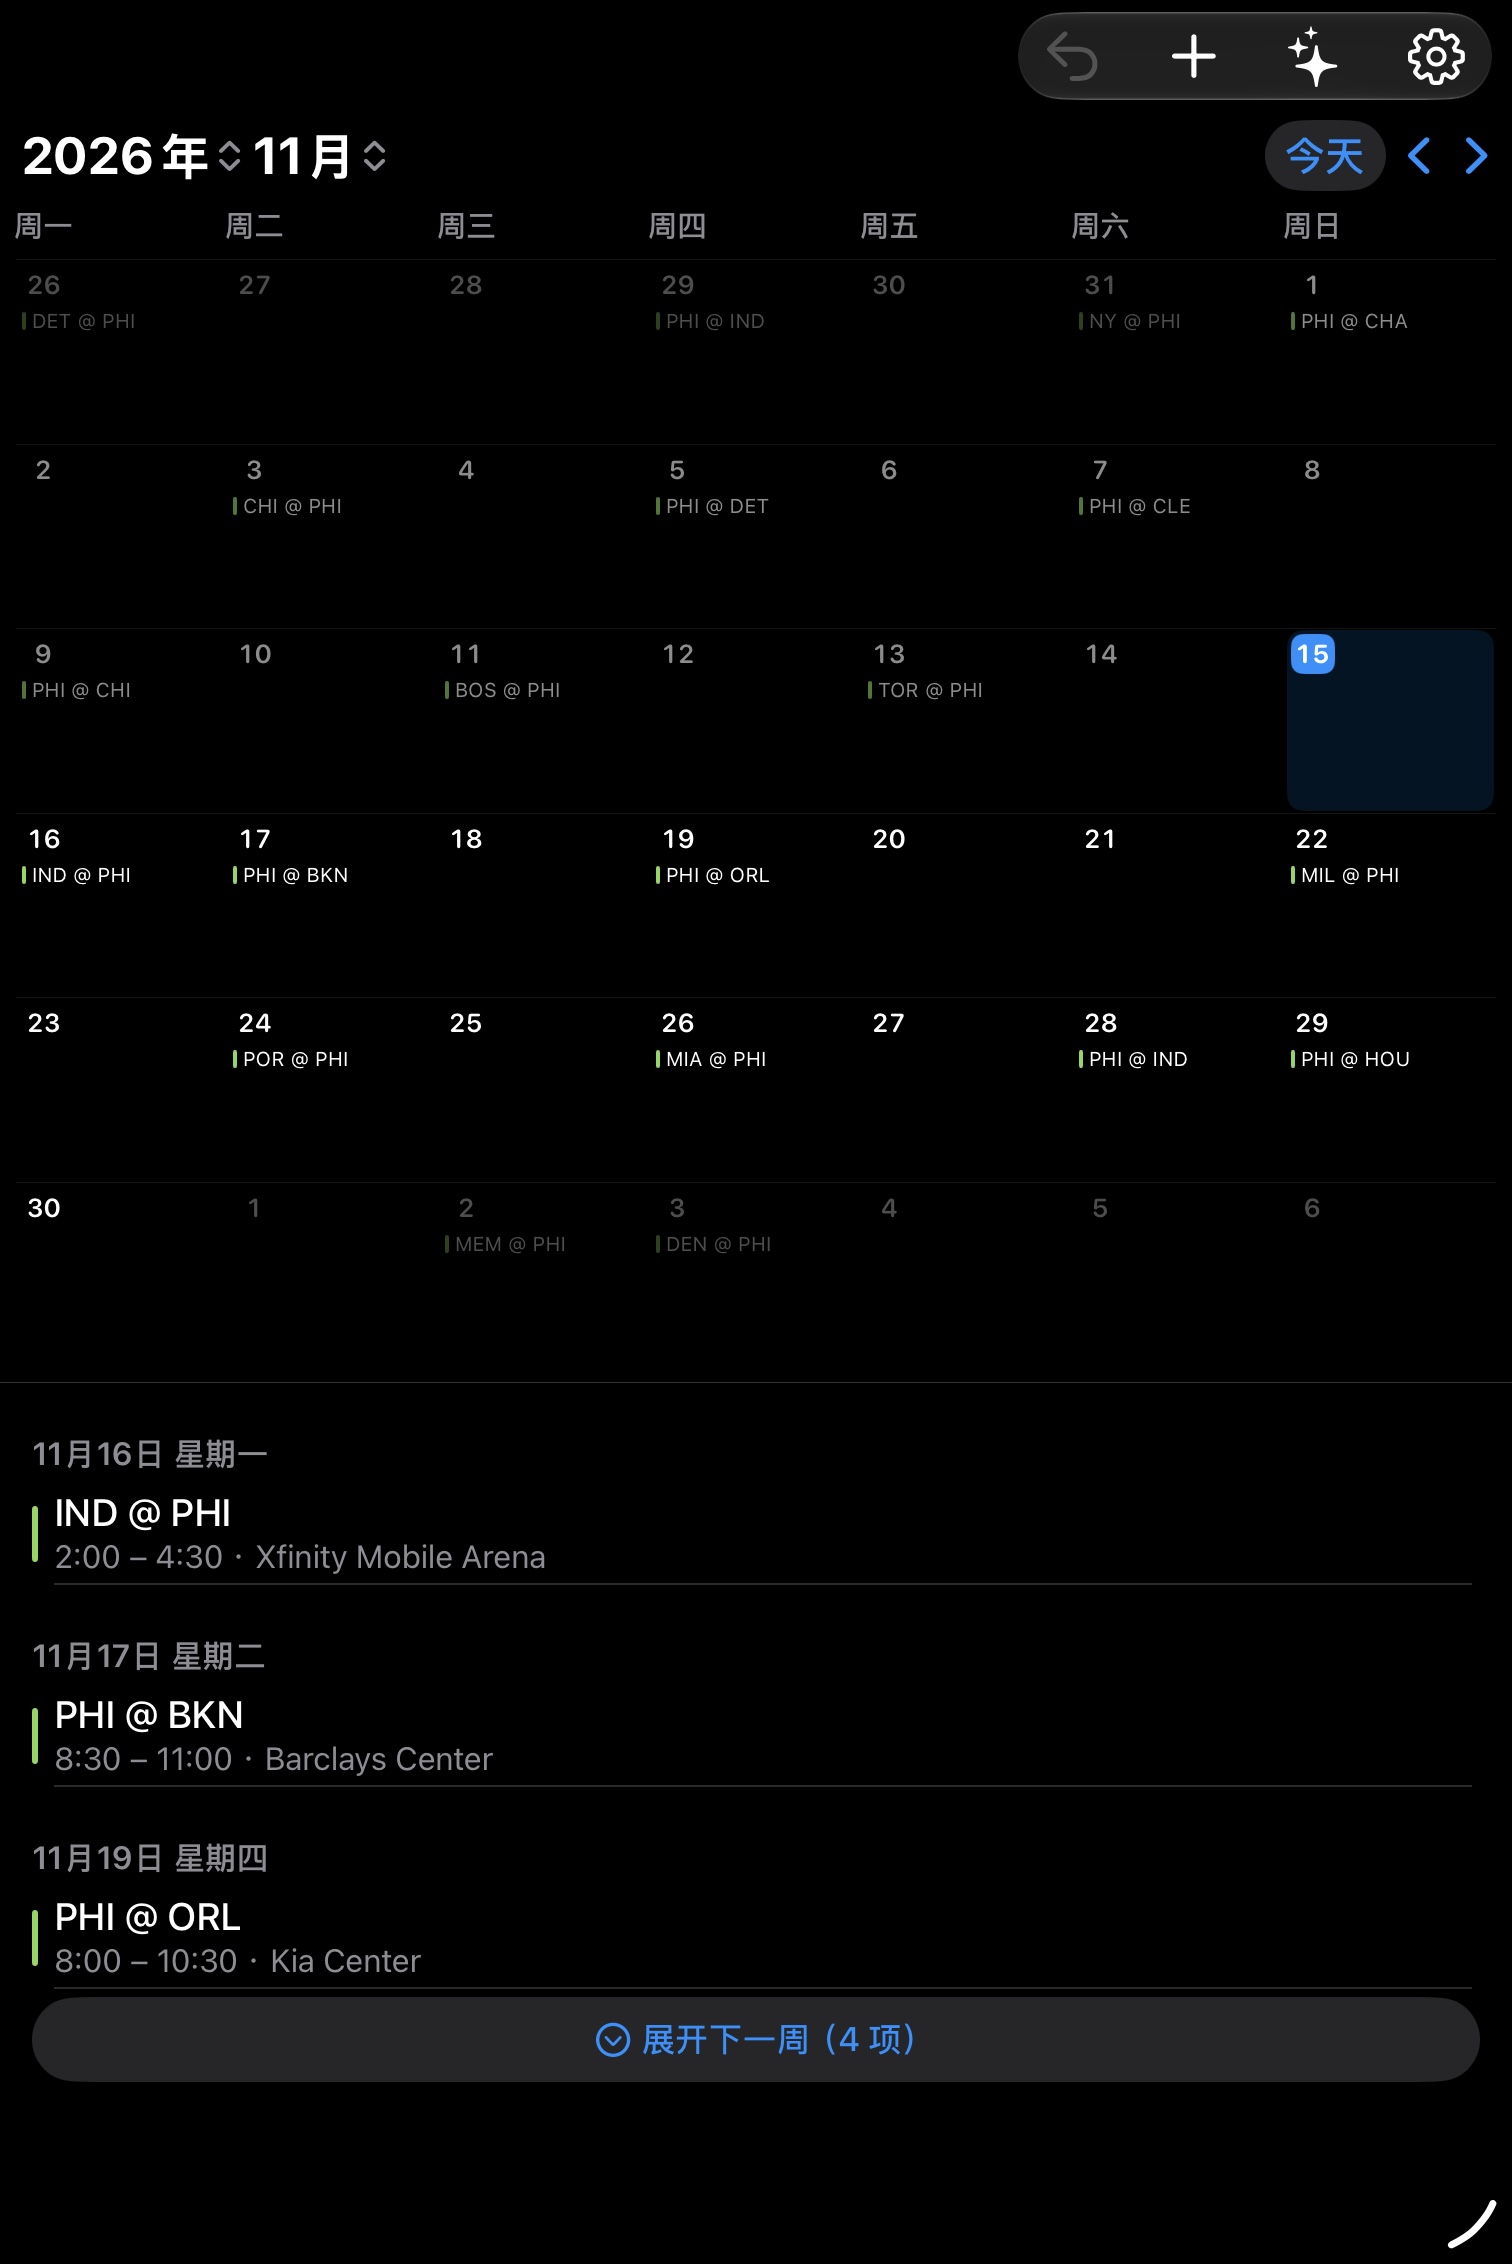 2026年 11月 今天
周一 周二 周三 周四 周五 周六 周日
26 27 28 29 30 31 1
DET @ PHI PHI @ IND NY @ PHI PHI @ CHA
2 3 4 5 6 7 8
CHI @ PHI PHI @ DET PHI @ CLE
9 10 11 12 13 14 15
PHI @ CHI BOS @ PHI TOR @ PHI
16 17 18 19 20 21 22
IND @ PHI PHI @ BKN PHI @ ORL MIL @ PHI
23 24 25 26 27 28 29
POR @ PHI MIA @ PHI PHI @ IND PHI @ HOU
30 1 2 3 4 5 6
MEM @ PHI DEN @ PHI
11月16日 星期一
IND @ PHI
2:00 – 4:30 · Xfinity Mobile Arena
11月17日 星期二
PHI @ BKN
8:30 – 11:00 · Barclays Center
11月19日 星期四
PHI @ ORL
8:00 – 10:30 · Kia Center
展开下一周（4 项）